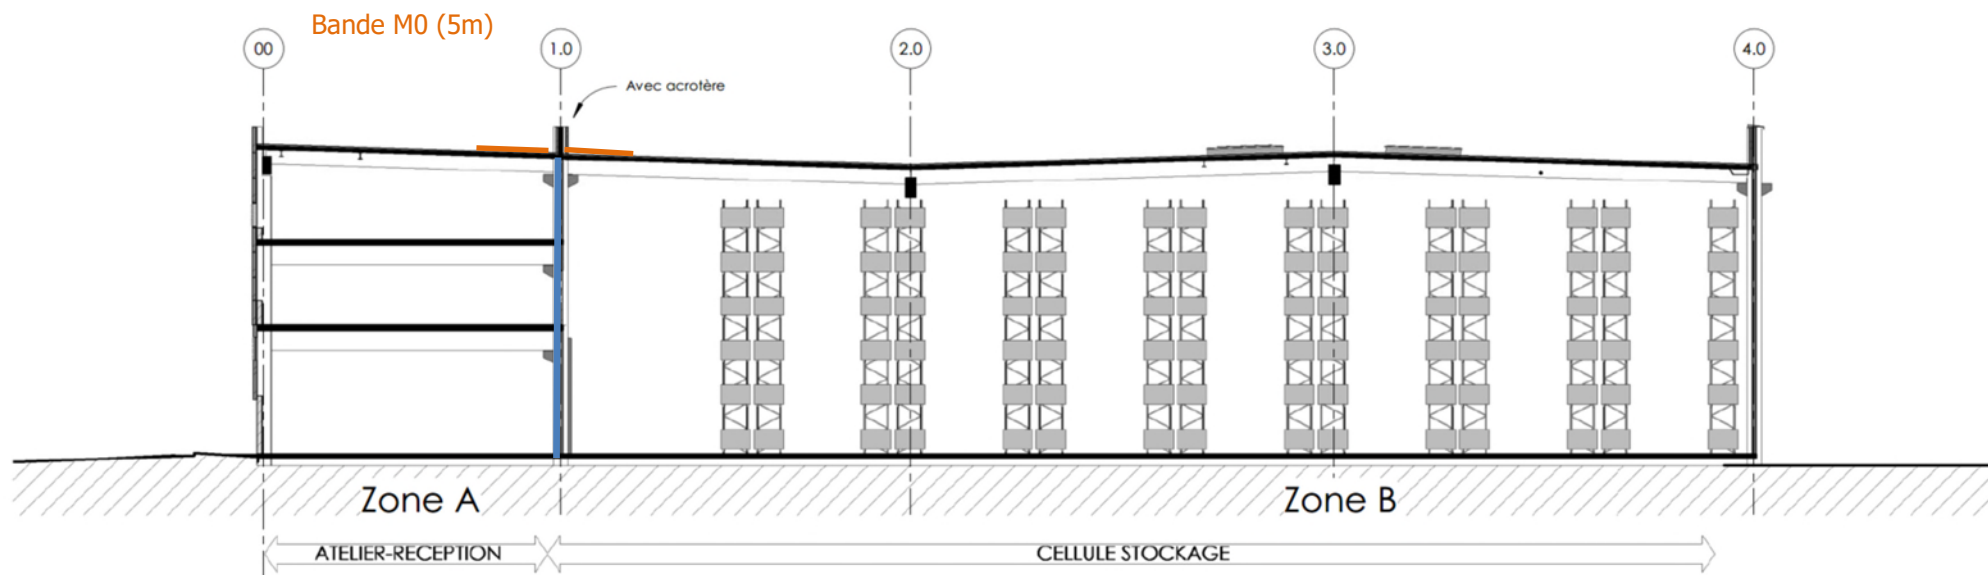 Bande M0 (5m)
00
1.0
2.0
3.0
4.0
Avec acrotère
Zone A
Zone B
ATELIER-RECEPTION
CELLULE STOCKAGE